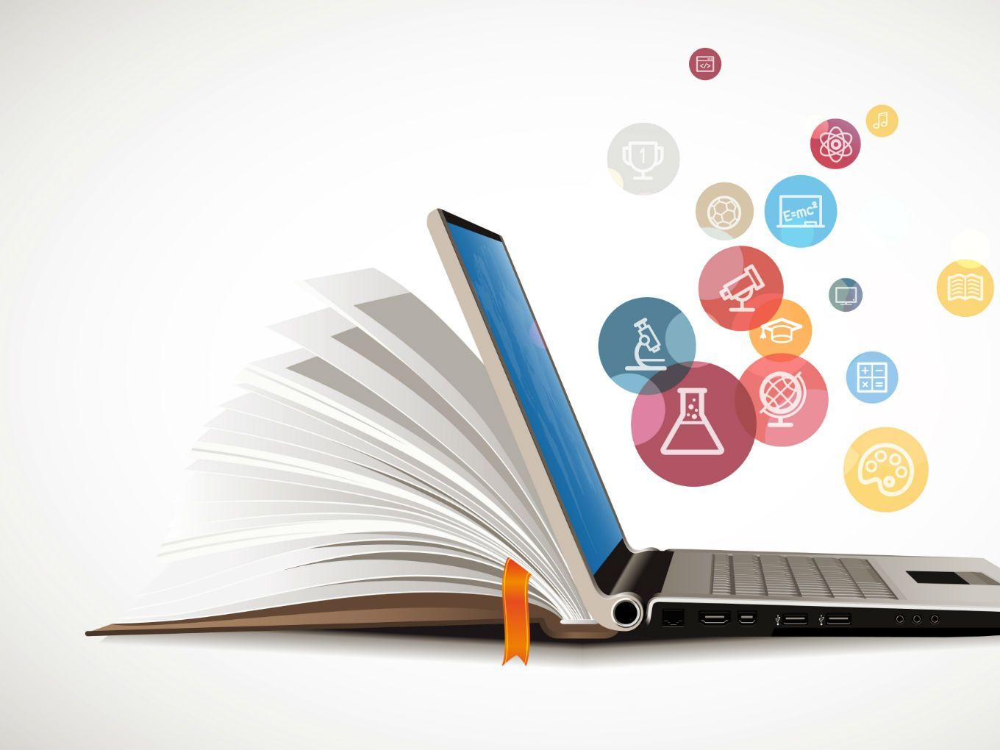 </>
1
E=mc²
+ −
× =